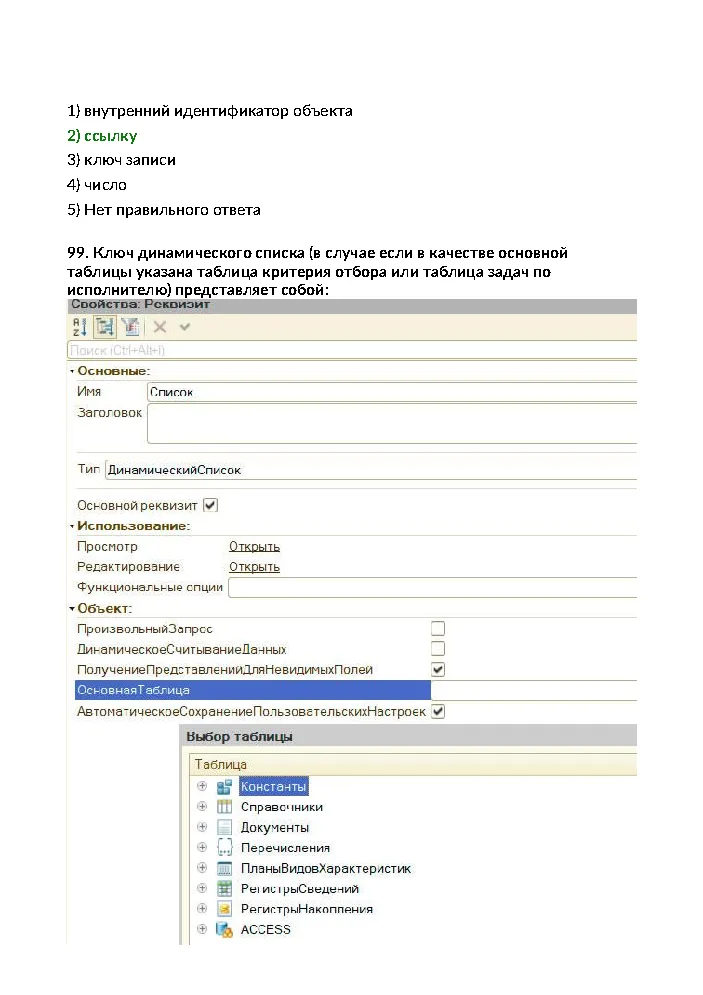 1) внутренний идентификатор объекта
2) ссылку
3) ключ записи
4) число
5) Нет правильного ответа
99. Ключ динамического списка (в случае если в качестве основной
таблицы указана таблица критерия отбора или таблица задач по
исполнителю) представляет собой:
Свойства: Реквизит
Поиск (Ctrl+Alt+I)
Основные:
Имя Список
Заголовок
Тип ДинамическийСписок
Основной реквизит
Использование:
Просмотр Открыть
Редактирование Открыть
Функциональные опции
Объект:
ПроизвольныйЗапрос
ДинамическоеСчитываниеДанных
ПолучениеПредставленийДляНевидимыхПолей
ОсновнаяТаблица
АвтоматическоеСохранениеПользовательскихНастроек
Выбор таблицы
Таблица
Константы
Справочники
Документы
Перечисления
ПланыВидовХарактеристик
РегистрыСведений
РегистрыНакопления
ACCESS